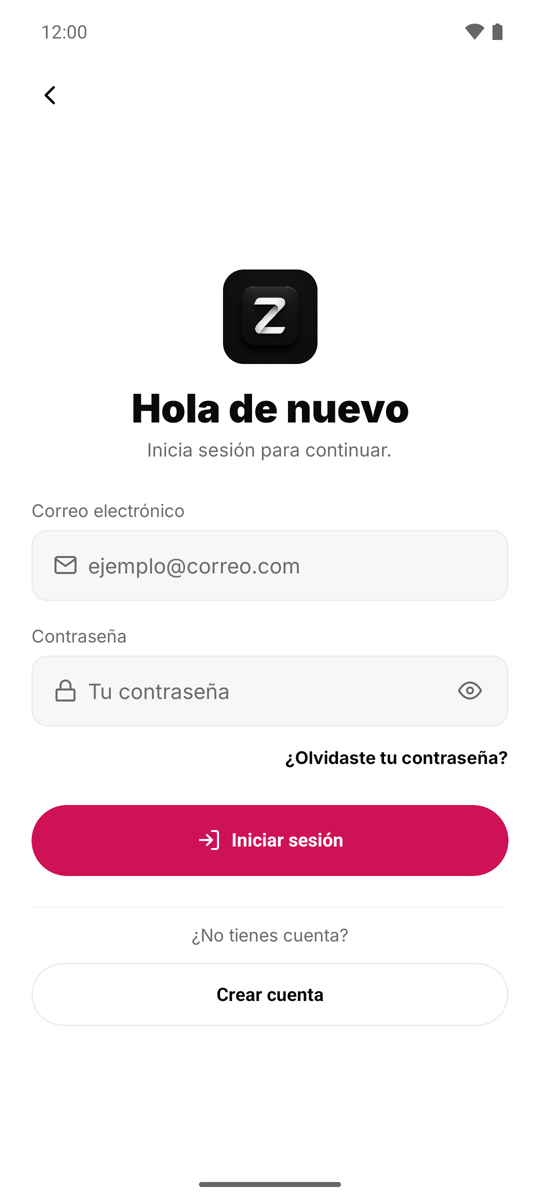 12:00
Z
Hola de nuevo
Inicia sesión para continuar.
Correo electrónico
ejemplo@correo.com
Contraseña
Tu contraseña
¿Olvidaste tu contraseña?
Iniciar sesión
¿No tienes cuenta?
Crear cuenta